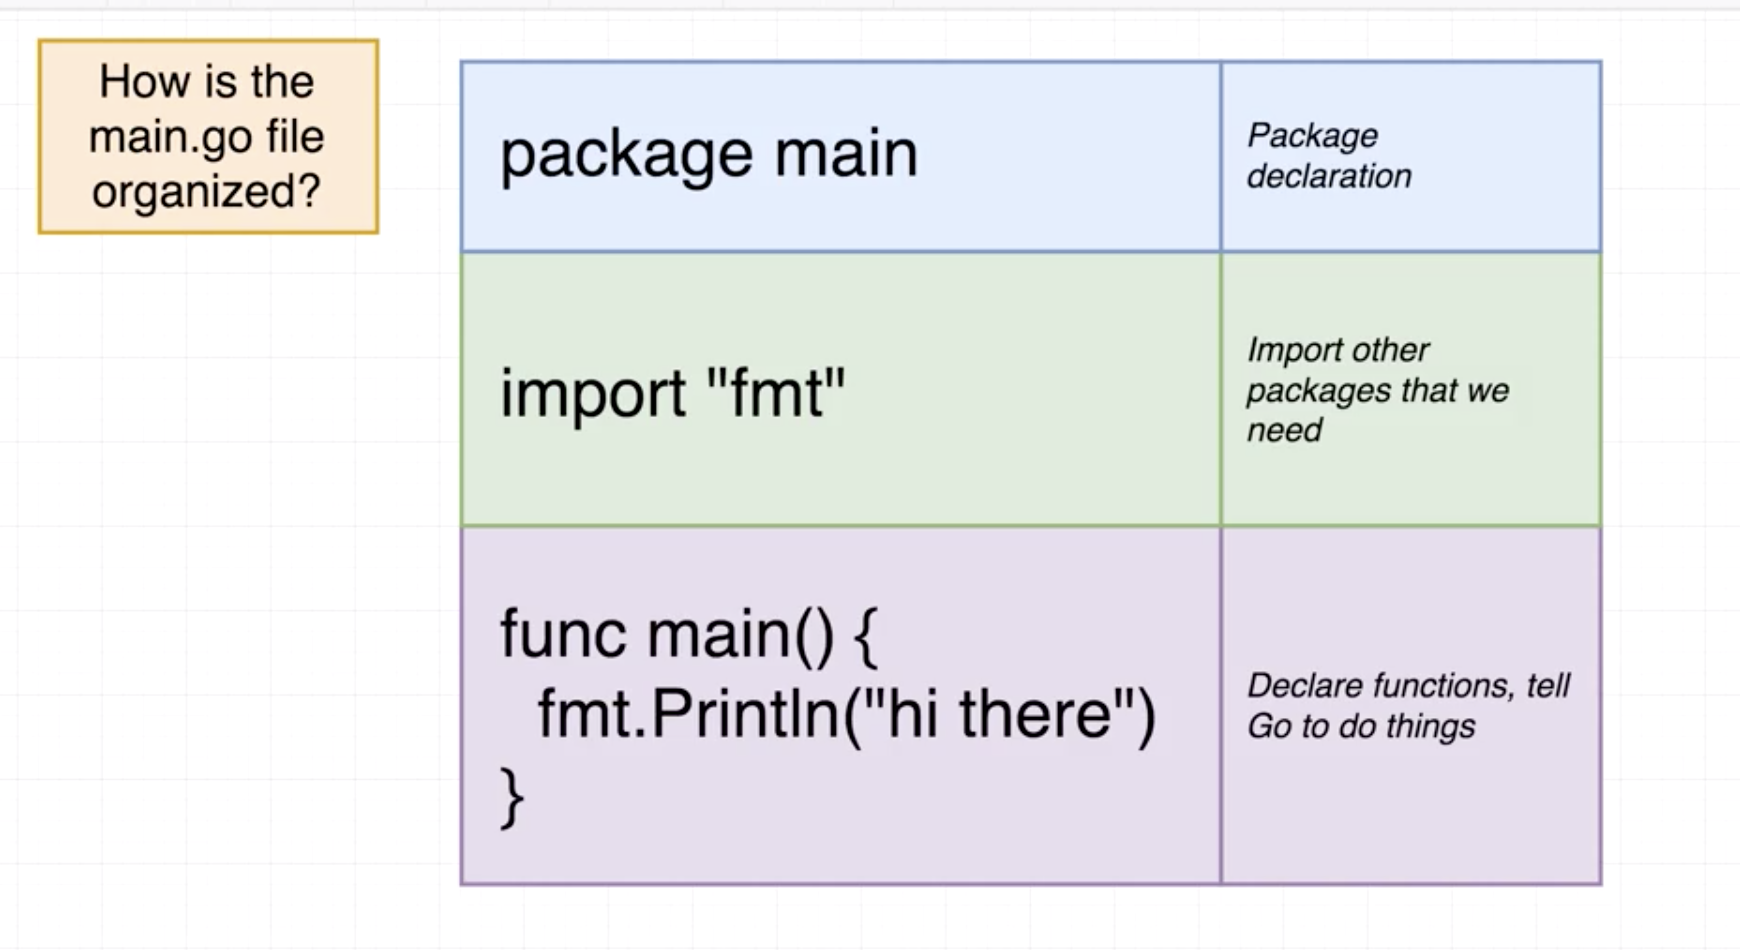 How is the
main.go file
organized?
package main
Package
declaration
import "fmt"
Import other
packages that we
need
func main() {
fmt.Println("hi there")
}
Declare functions, tell
Go to do things